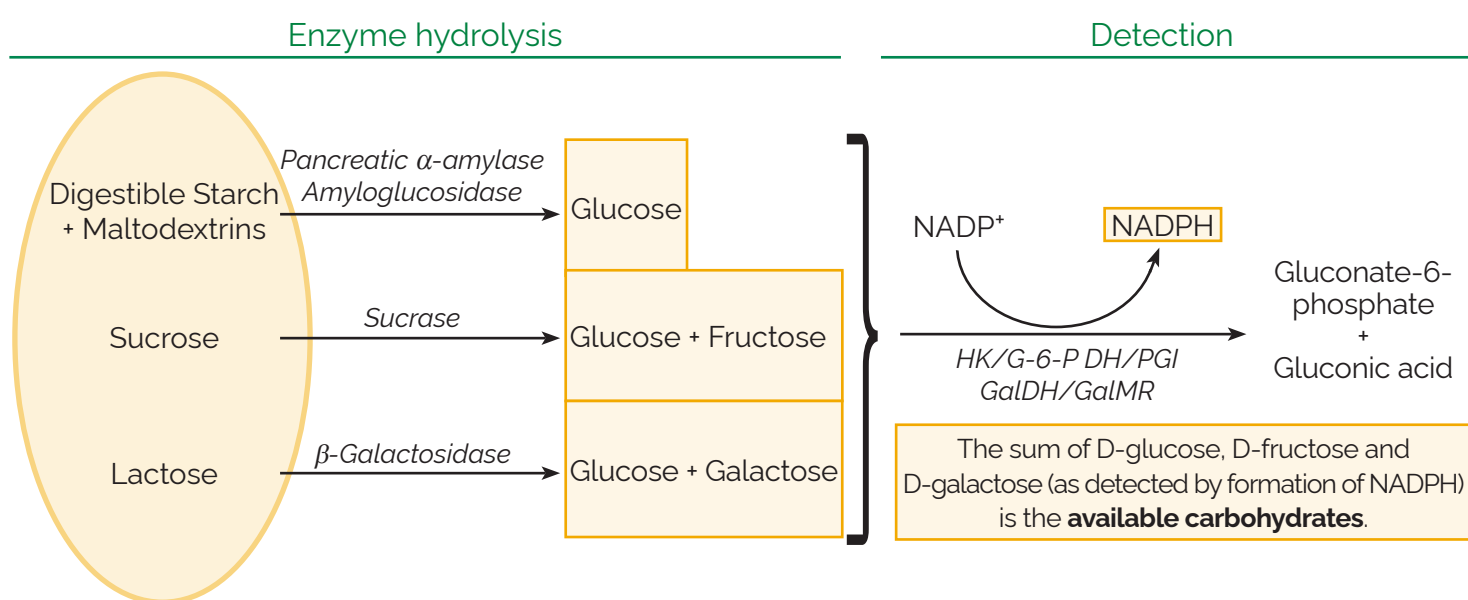 Enzyme hydrolysis
Detection
Digestible Starch
+ Maltodextrins
Pancreatic α-amylase
Amyloglucosidase
Glucose
Sucrose
Sucrase
Glucose + Fructose
Lactose
β-Galactosidase
Glucose + Galactose
NADP⁺
NADPH
HK/G-6-P DH/PGI
GalDH/GalMR
Gluconate-6-
phosphate
+
Gluconic acid
The sum of D-glucose, D-fructose and
D-galactose (as detected by formation of NADPH)
is the available carbohydrates.